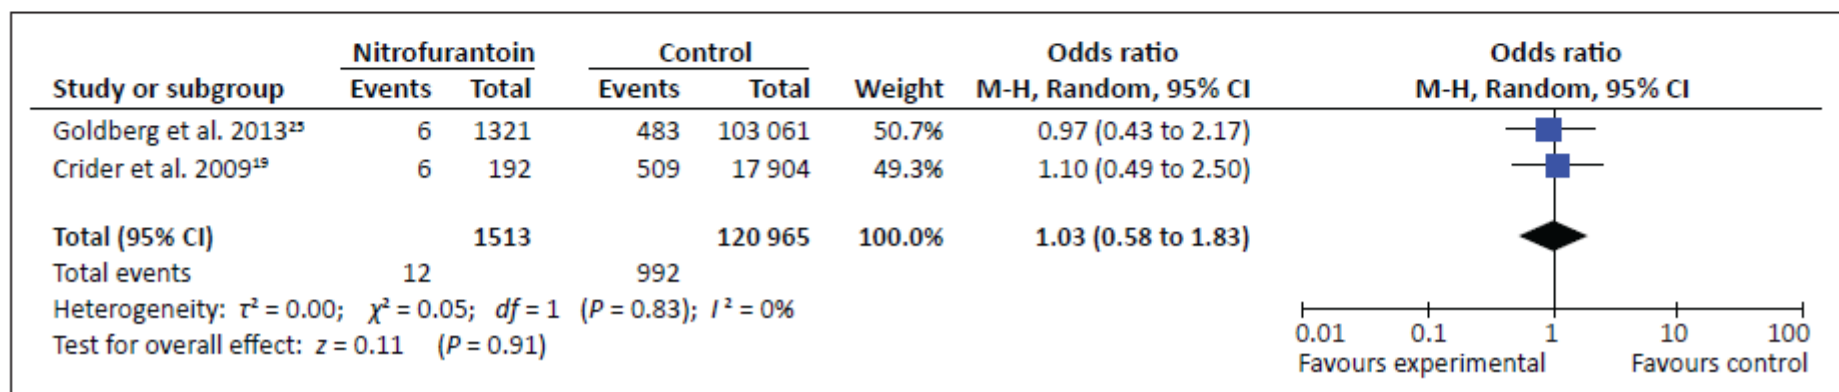 Nitrofurantoin Control Odds ratio Odds ratio
Study or subgroup Events Total Events Total Weight M-H, Random, 95% CI M-H, Random, 95% CI
Goldberg et al. 2013²⁵ 6 1321 483 103 061 50.7% 0.97 (0.43 to 2.17)
Crider et al. 2009¹⁹ 6 192 509 17 904 49.3% 1.10 (0.49 to 2.50)
Total (95% CI) 1513 120 965 100.0% 1.03 (0.58 to 1.83)
Total events 12 992
Heterogeneity: τ² = 0.00; χ² = 0.05; df = 1 (P = 0.83); I² = 0%
Test for overall effect: z = 0.11 (P = 0.91)
0.01 0.1 1 10 100
Favours experimental Favours control